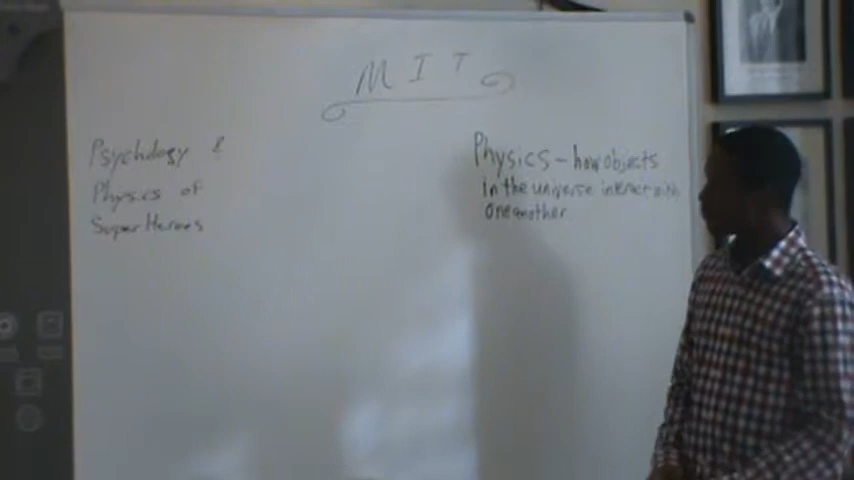 MIT
Psychology &
Physics of
Super Heroes
Physics - how objects
in the universe interact with
one another